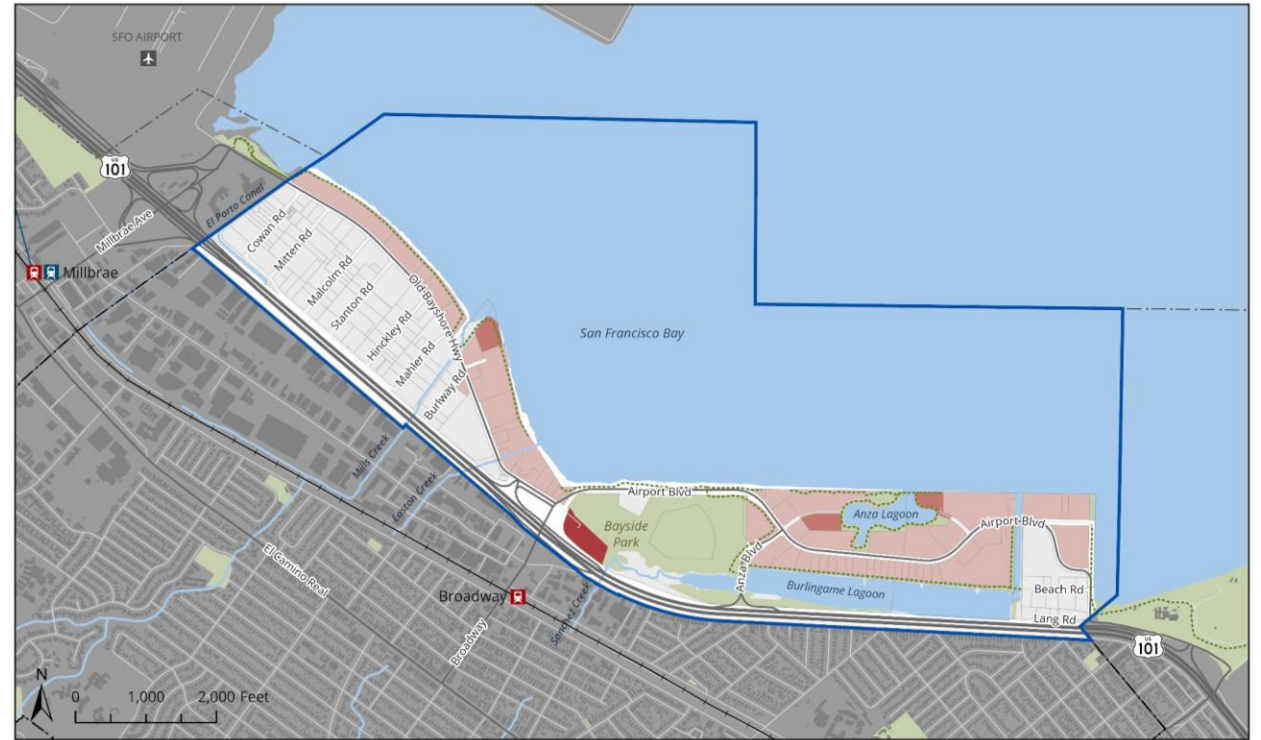 SFO AIRPORT
US
101
El Porto Canal
Millbrae Ave
Cowan Rd
Mitten Rd
Malcolm Rd
Stanton Rd
Hinckley Rd
Mahler Rd
Burlway Rd
Old Bayshore Hwy
Millbrae
San Francisco Bay
Mills Creek
Easton Creek
Airport Blvd
Bayside
Park
Anza Lagoon
Airport Blvd
Anza Blvd
Burlingame Lagoon
Beach Rd
Lang Rd
El Camino Real
Broadway
Sanchez Creek
Broadway
US
101
N
0 1,000 2,000 Feet